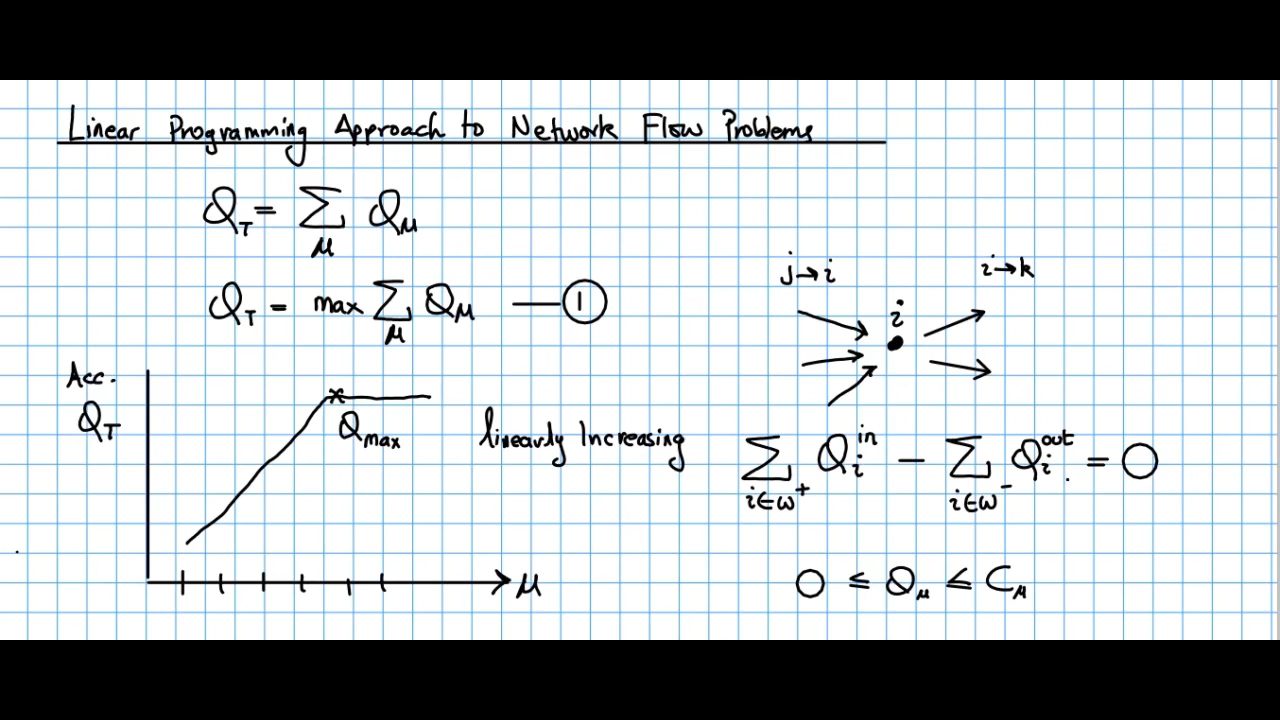 Linear Programming Approach to Network Flow Problems
Q_T = Σ_μ Q_μ
Q_T = max Σ_μ Q_μ — ①
j→i
i→k
i
Acc.
Q_T
Q_max
linearly Increasing
μ
Σ_{i∈ω⁺} Q_i^{in} − Σ_{i∈ω⁻} Q_i^{out} = 0
0 ≤ Q_μ ≤ C_μ